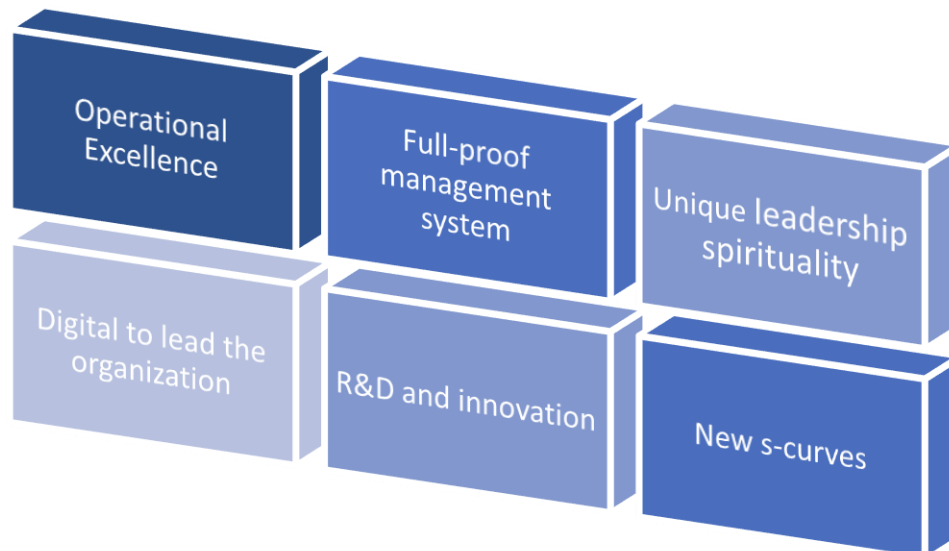 Operational
Excellence
Full-proof
management
system
Unique leadership
spirituality
Digital to lead the
organization
R&D and innovation
New s-curves